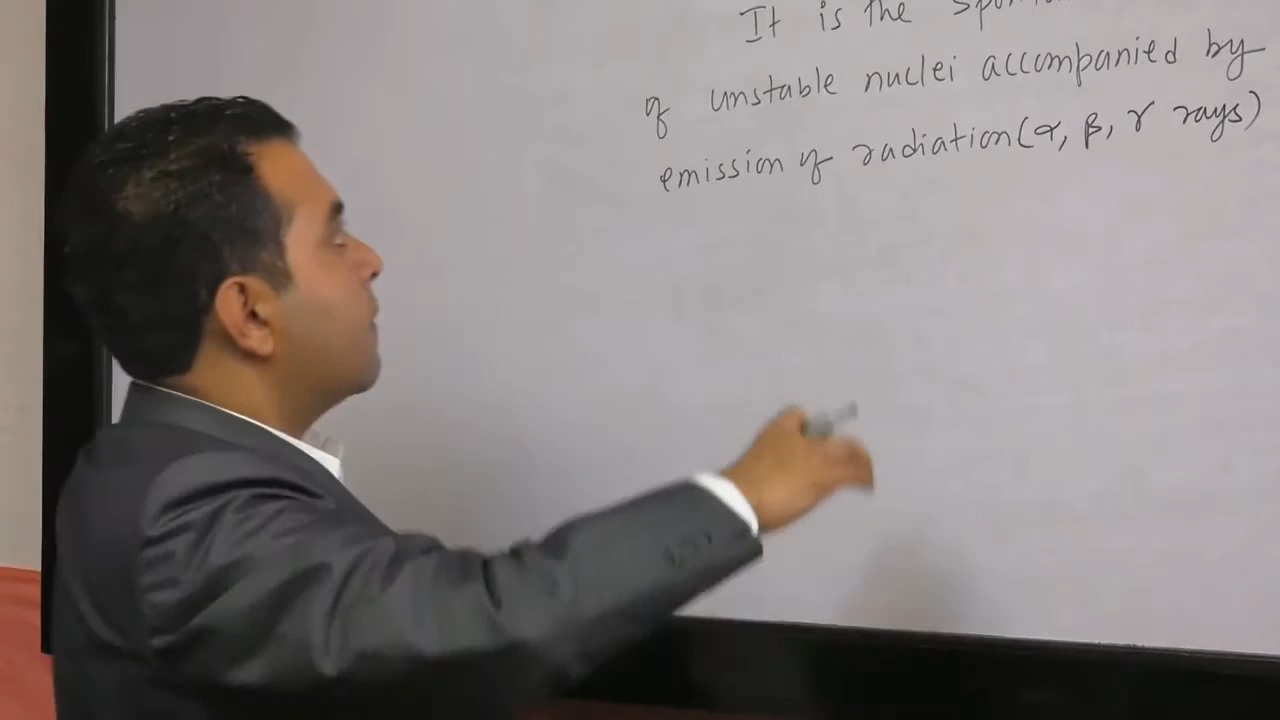 It is the
of unstable nuclei accompanied by
emission of radiation(α, β, γ rays)